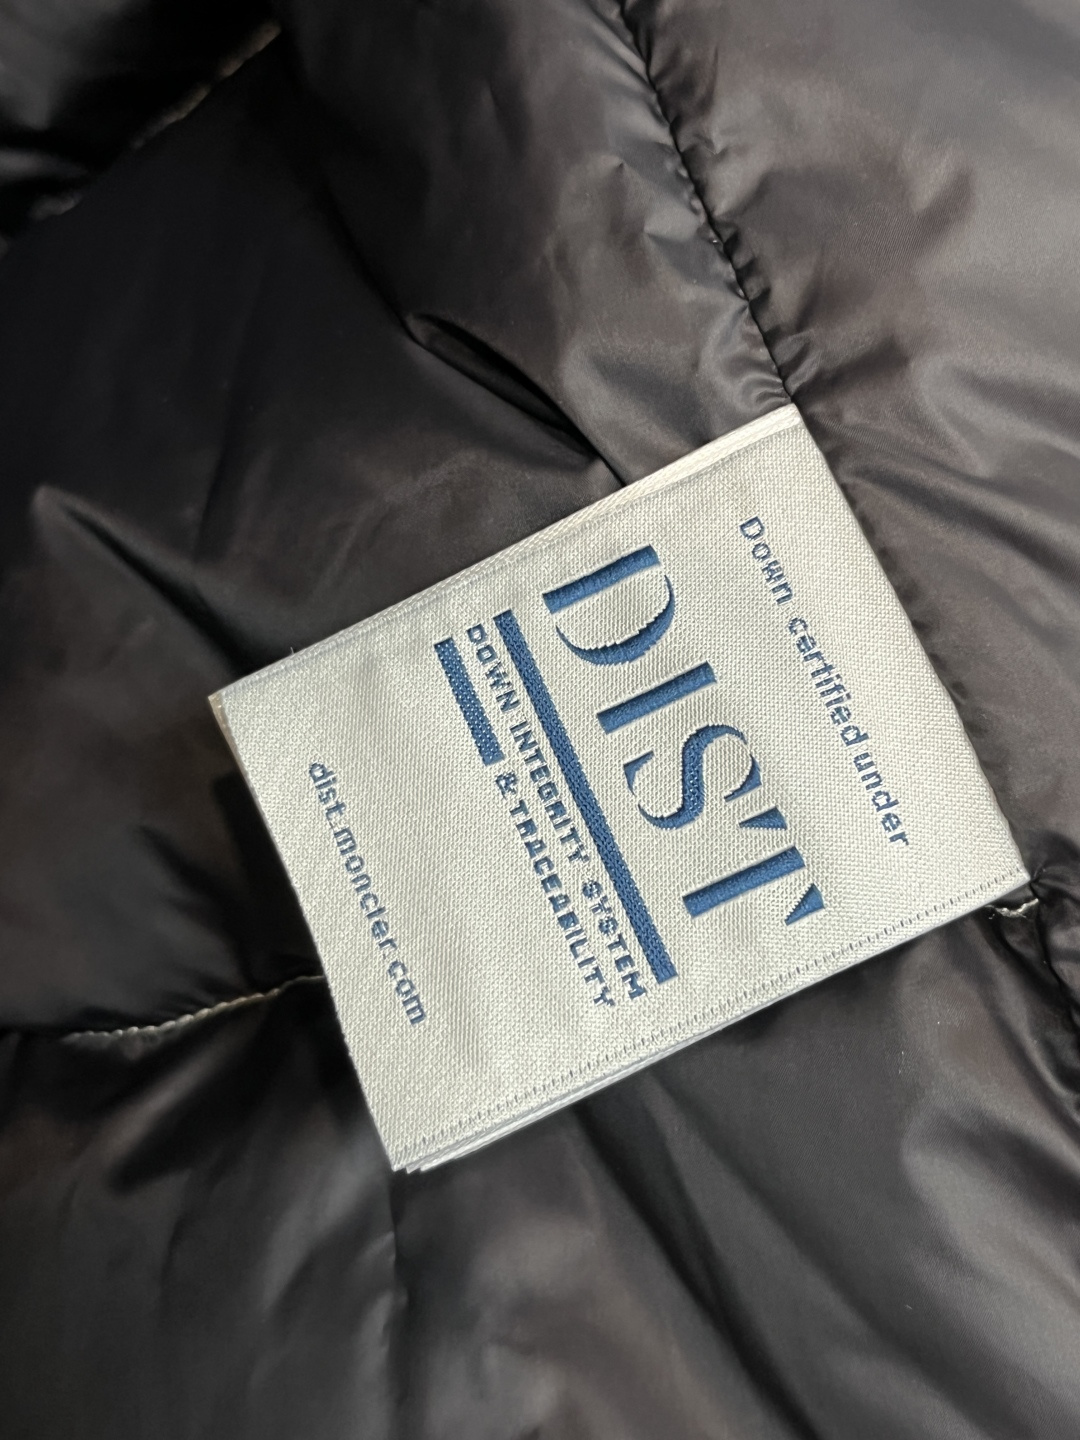 Down certified under
DIST
DOWN INTEGRITY SYSTEM
& TRACEABILITY
dist.moncler.com